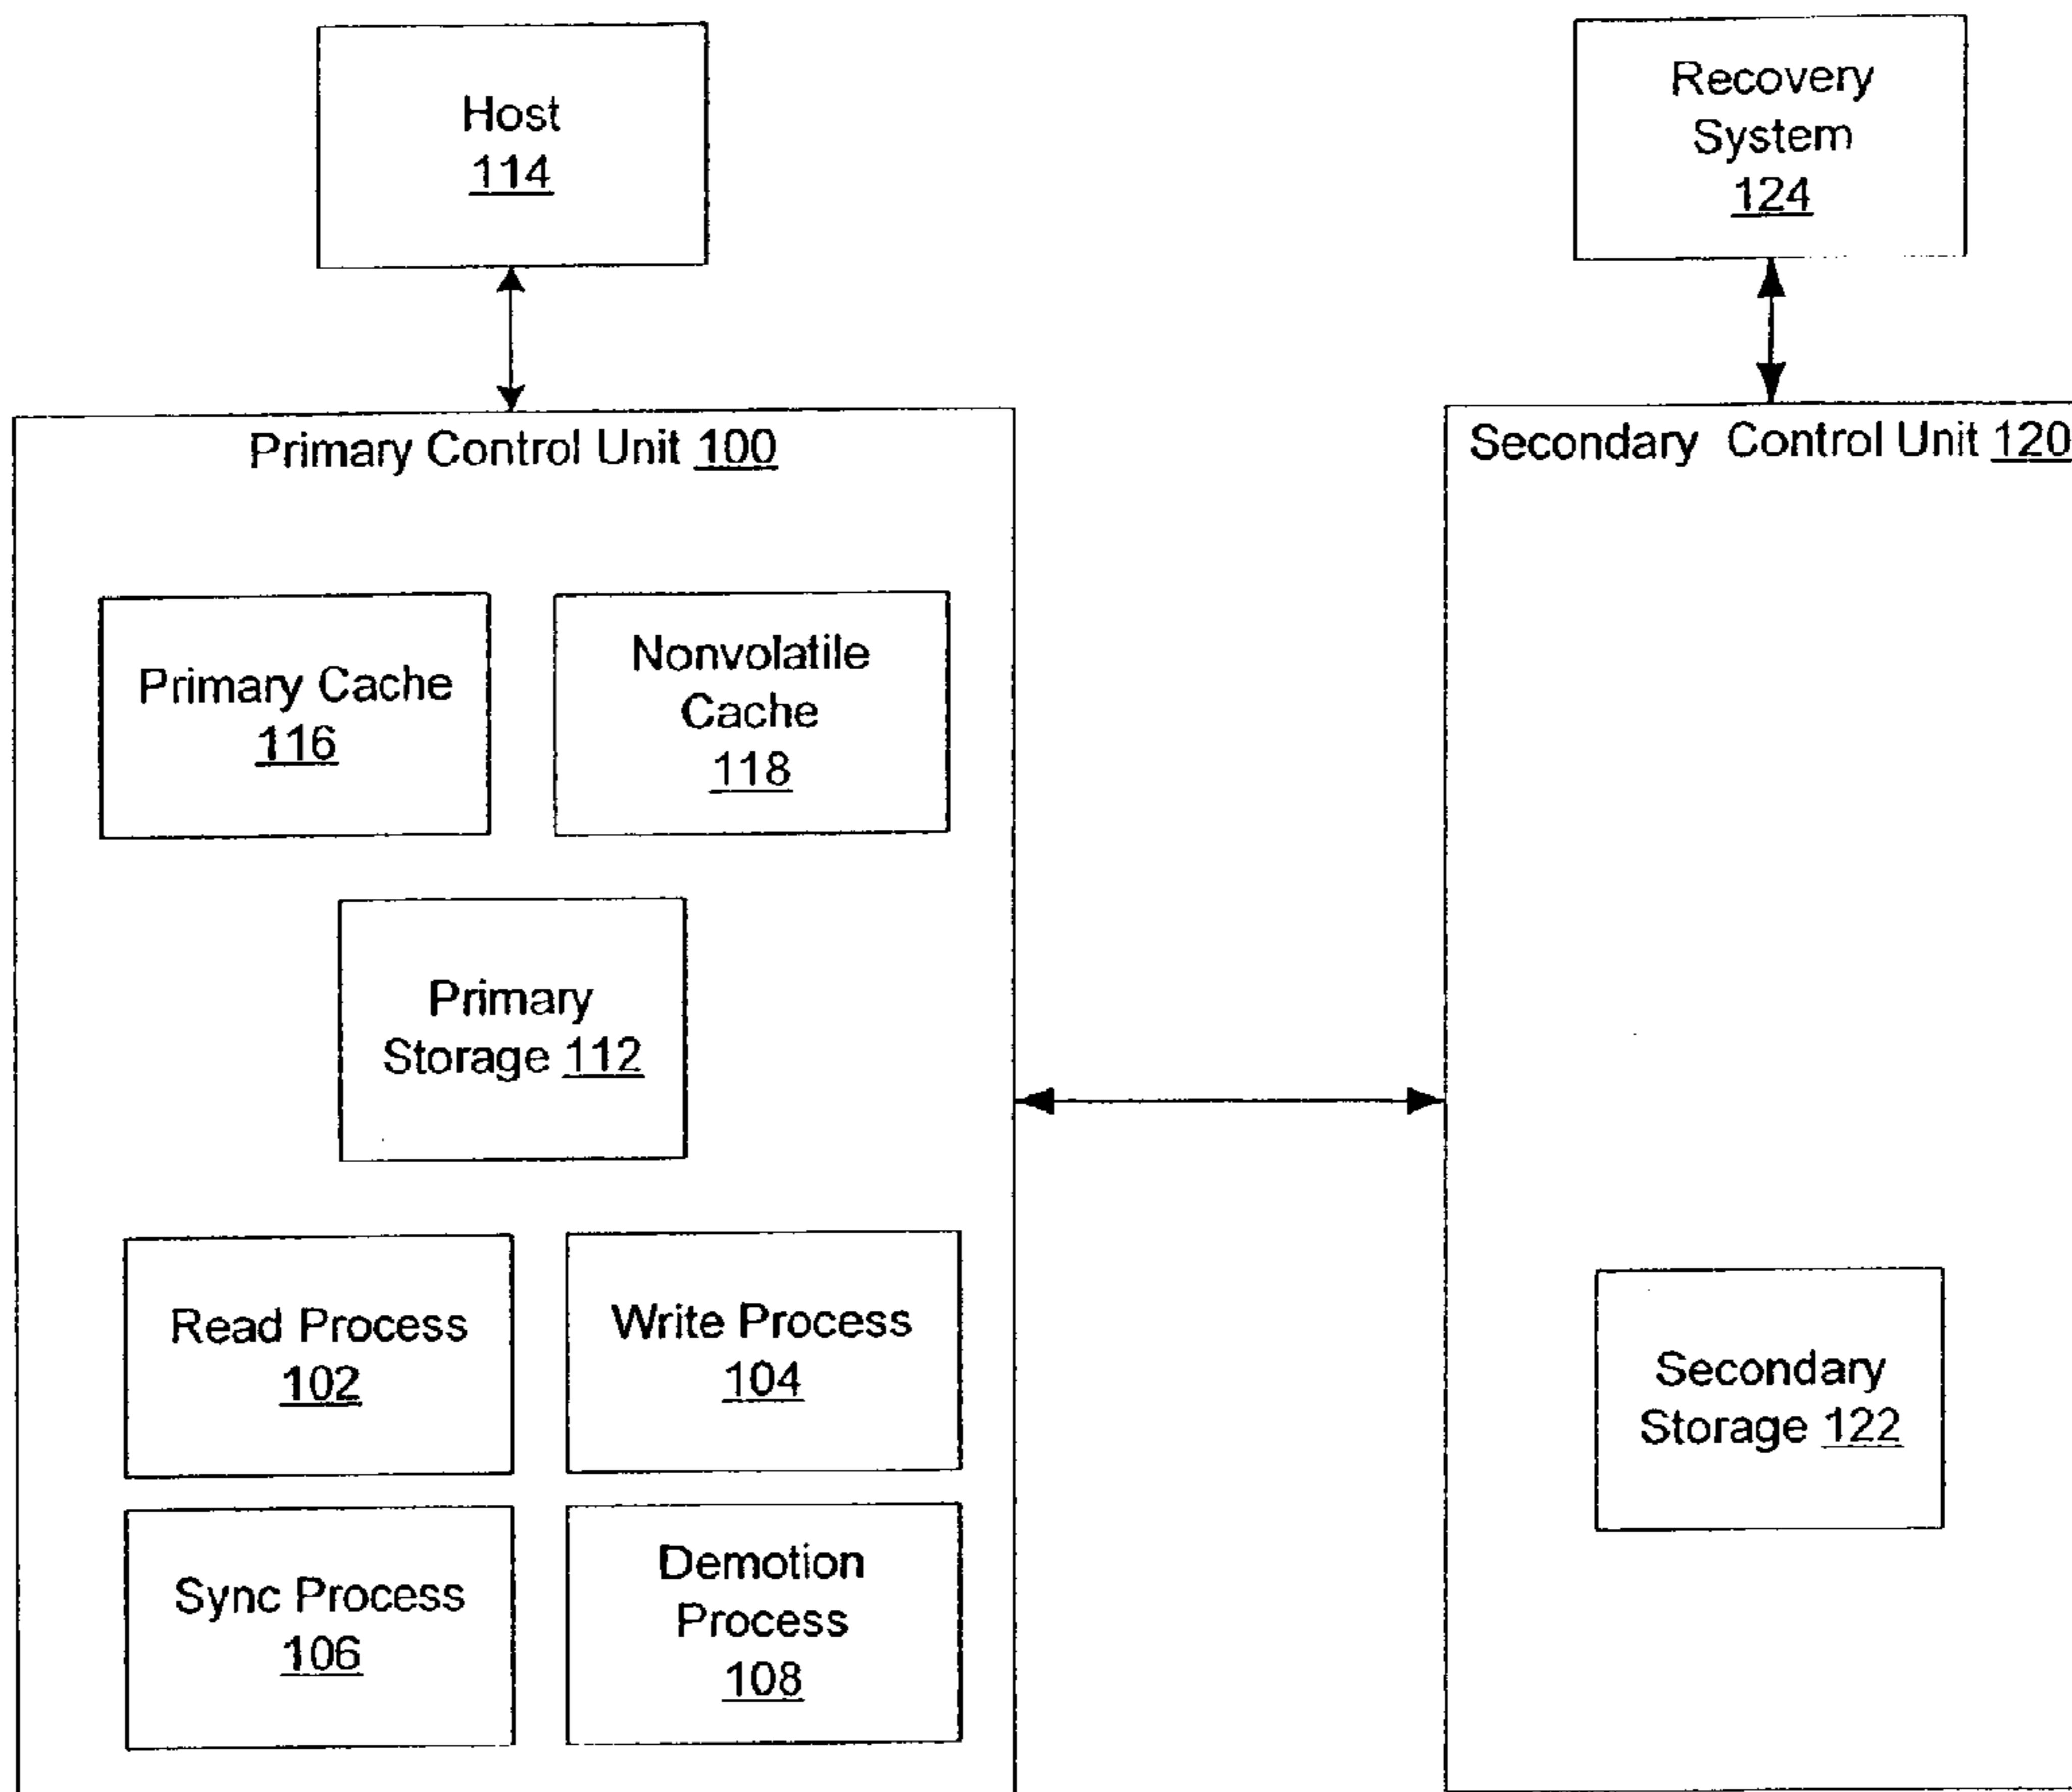 Host
114
Recovery
System
124
Primary Control Unit 100
Secondary Control Unit 120
Primary Cache
116
Nonvolatile
Cache
118
Primary
Storage 112
Read Process
102
Write Process
104
Secondary
Storage 122
Sync Process
106
Demotion
Process
108